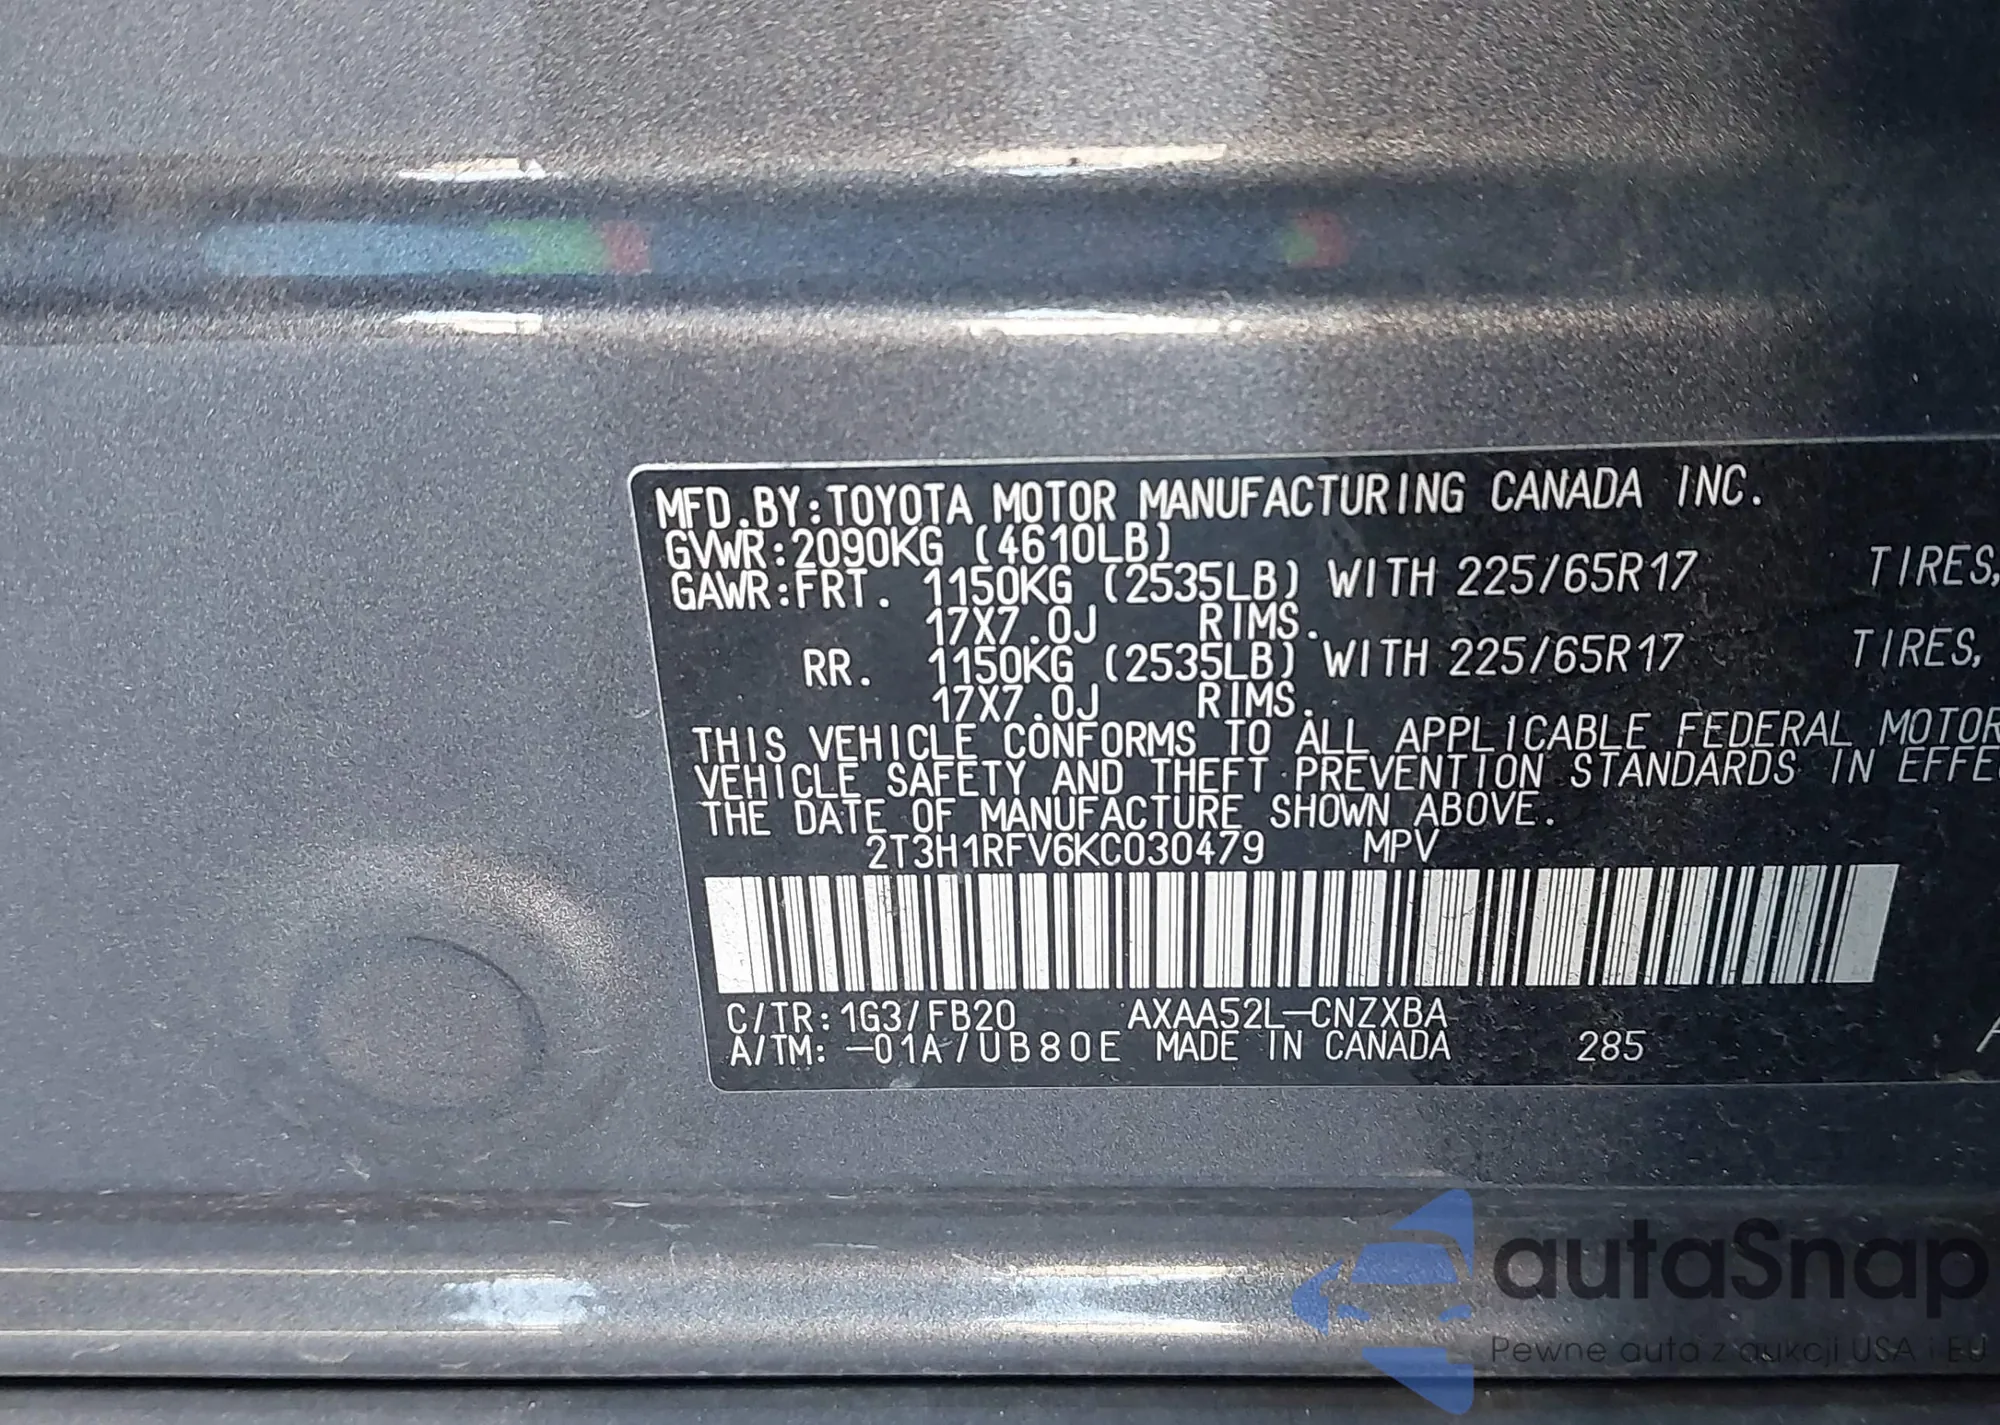 MFD.BY:TOYOTA MOTOR MANUFACTURING CANADA INC.
GVWR:2090KG (4610LB)
GAWR:FRT. 1150KG (2535LB) WITH 225/65R17 TIRES,
17X7.0J RIMS.
RR. 1150KG (2535LB) WITH 225/65R17 TIRES,
17X7.0J RIMS.
THIS VEHICLE CONFORMS TO ALL APPLICABLE FEDERAL MOTOR
VEHICLE SAFETY AND THEFT PREVENTION STANDARDS IN EFFE
THE DATE OF MANUFACTURE SHOWN ABOVE.
2T3H1RFV6KC030479 MPV
C/TR:1G3/FB20 AXAA52L-CNZXBA
A/TM: -01A/UB80E MADE IN CANADA 285
autaSnap
Pewne auta z aukcji USA i EU